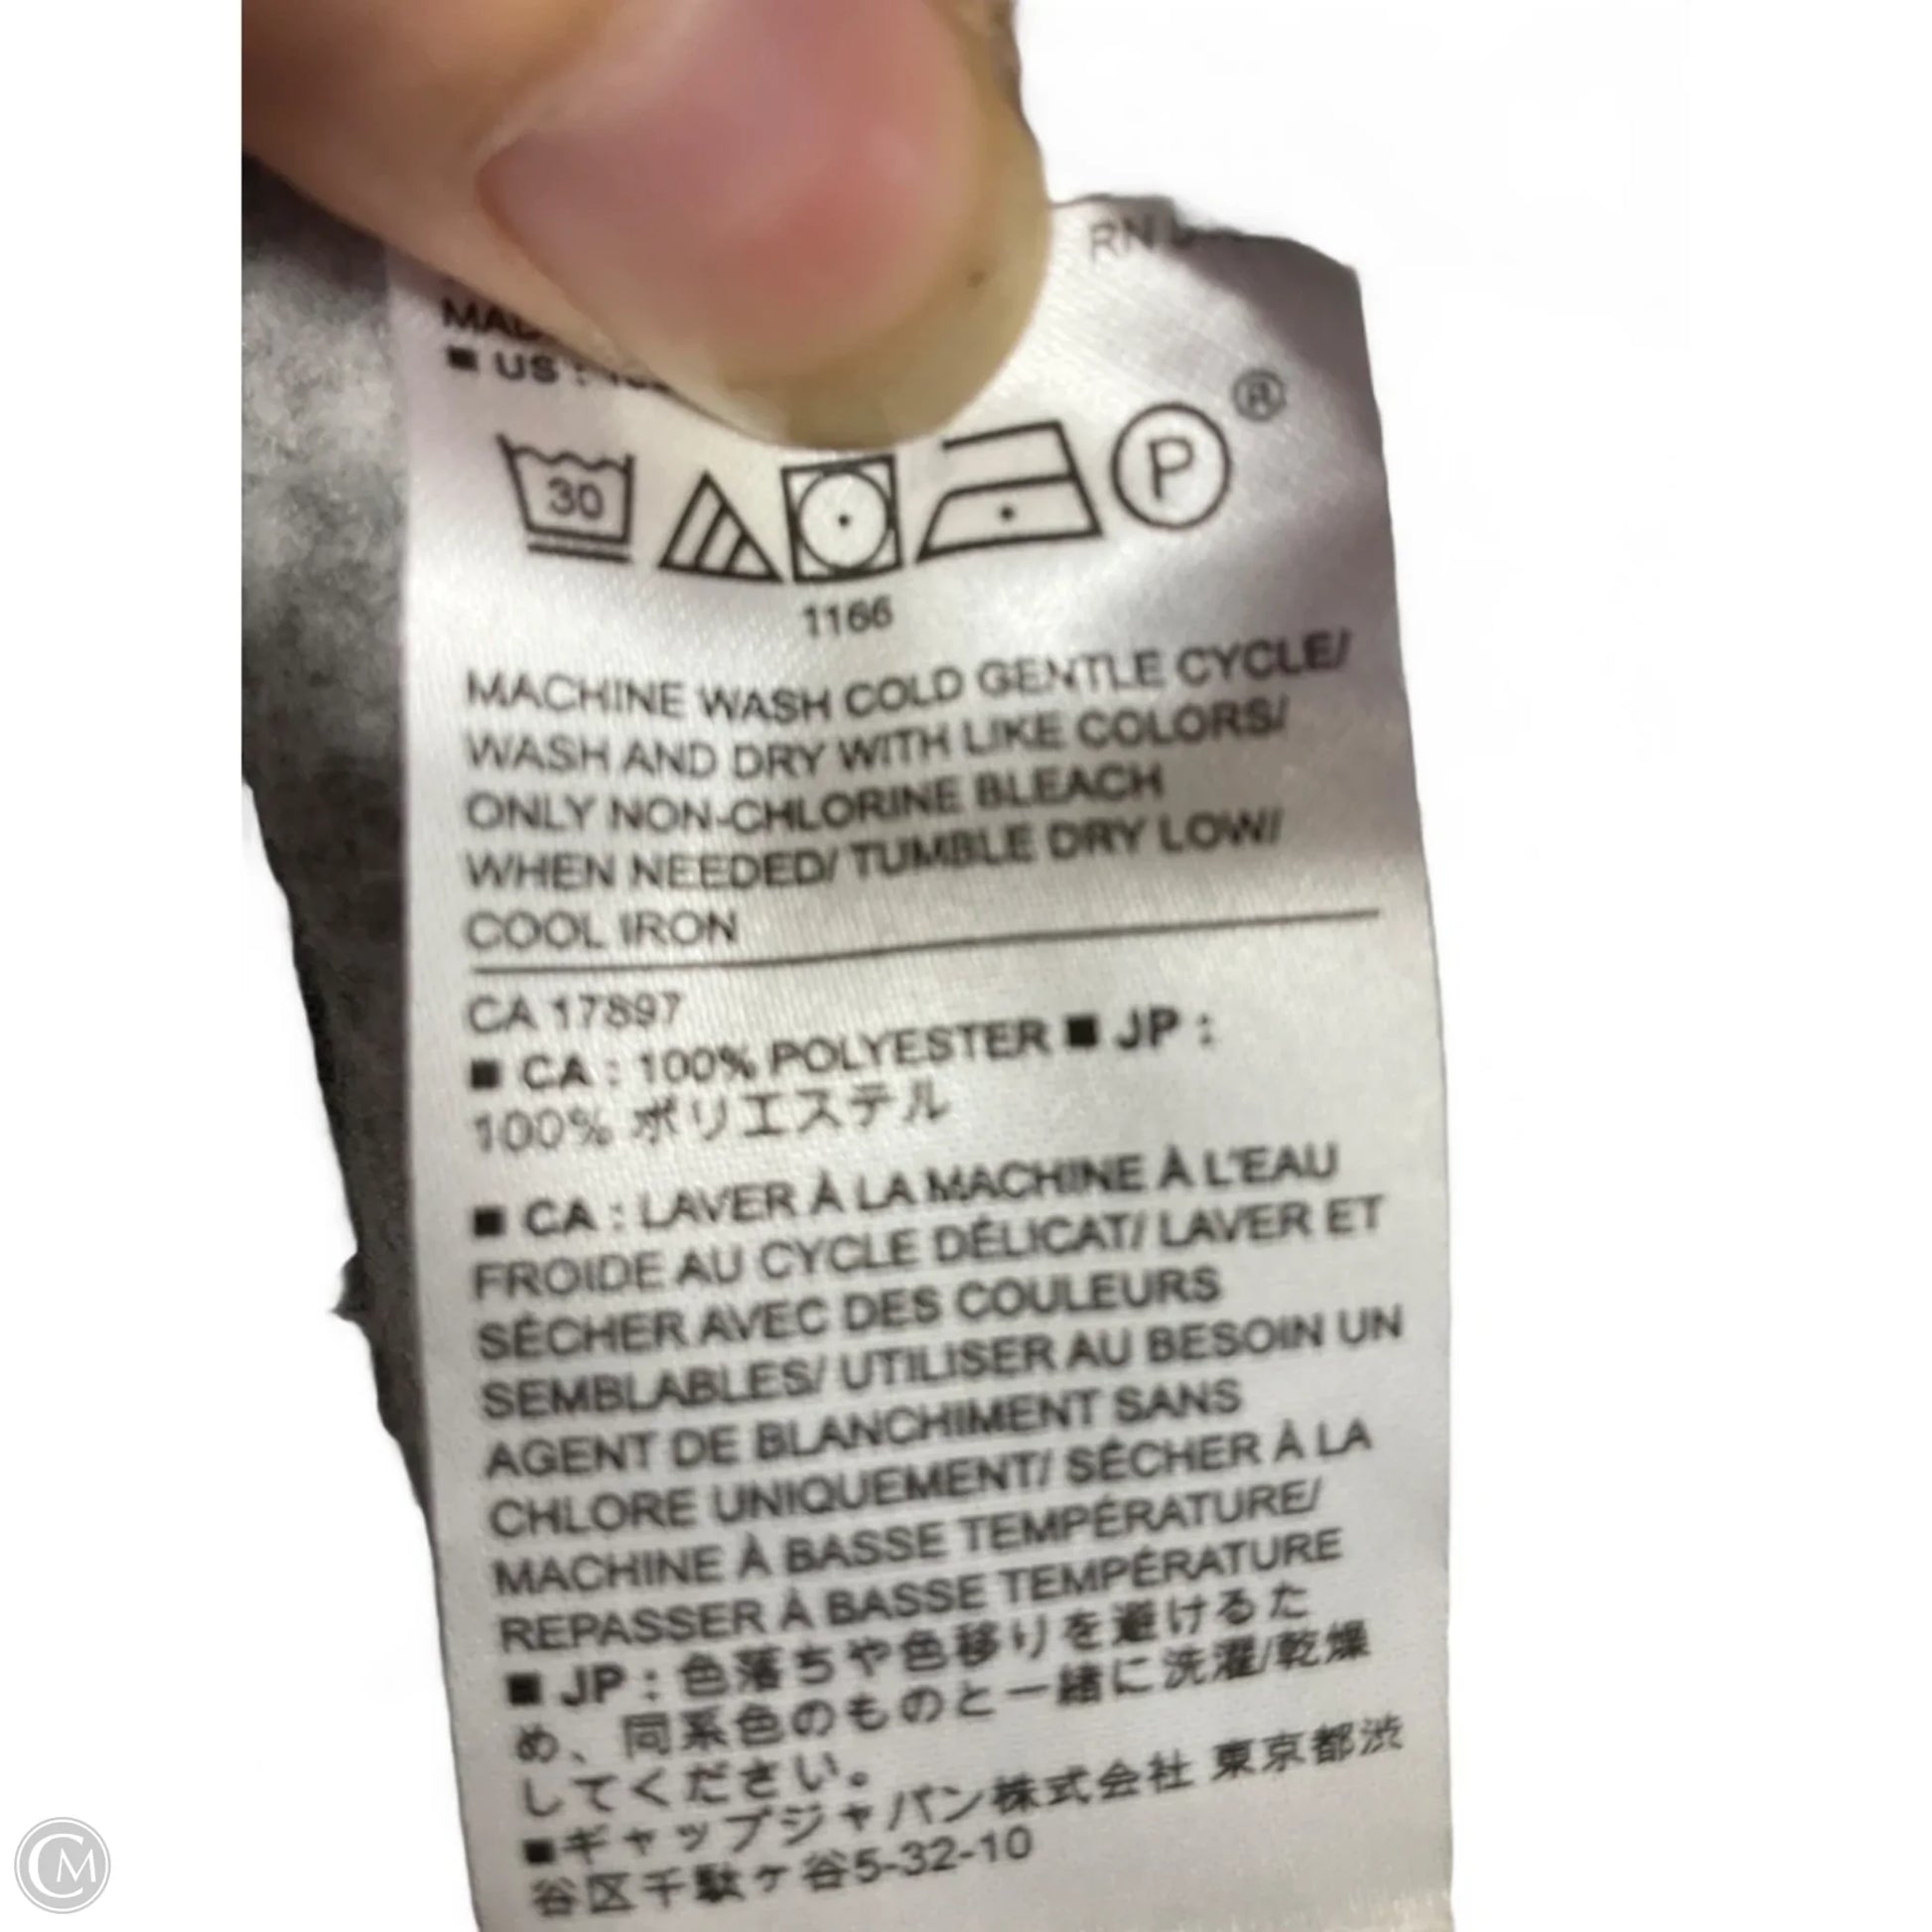 RN
US :
®
30
P
1166
MACHINE WASH COLD GENTLE CYCLE/
WASH AND DRY WITH LIKE COLORS/
ONLY NON-CHLORINE BLEACH
WHEN NEEDED/ TUMBLE DRY LOW/
COOL IRON
CA 17897
■ CA : 100% POLYESTER ■ JP :
100% ポリエステル
■ CA : LAVER À LA MACHINE À L'EAU
FROIDE AU CYCLE DÉLICAT/ LAVER ET
SÉCHER AVEC DES COULEURS
SEMBLABLES/ UTILISER AU BESOIN UN
AGENT DE BLANCHIMENT SANS
CHLORE UNIQUEMENT/ SÉCHER À LA
MACHINE À BASSE TEMPÉRATURE/
REPASSER À BASSE TEMPÉRATURE
■ JP : 色落ちや色移りを避けるた
め、同系色のものと一緒に洗濯/乾燥
してください。
■ギャップジャパン株式会社 東京都渋
谷区千駄ヶ谷5-32-10
CM